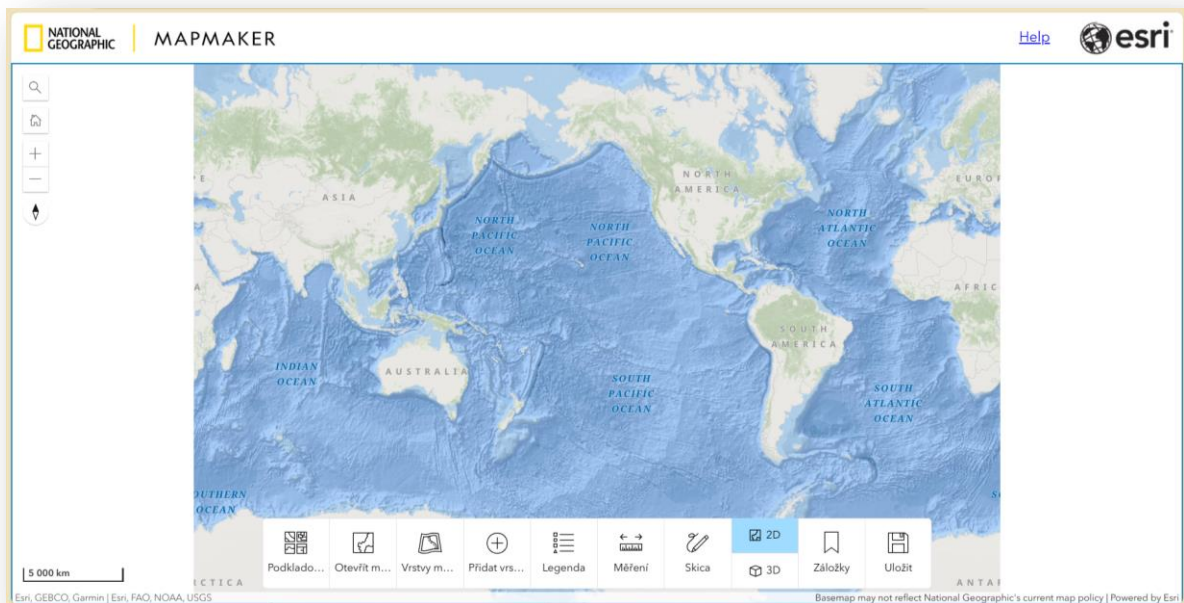 NATIONAL
GEOGRAPHIC
MAPMAKER
Help
esri
NORTH
AMERICA
ASIA
EUROP
NORTH
PACIFIC
OCEAN
NORTH
PACIFIC
OCEAN
NORTH
ATLANTIC
OCEAN
AFRIC
SOUTH
AMERICA
INDIAN
OCEAN
AUSTRALIA
SOUTH
PACIFIC
OCEAN
SOUTH
ATLANTIC
OCEAN
OUTHERN
OCEAN
Podklado...
Otevřít m...
Vrstvy m...
Přidat vrs...
Legenda
Měření
Skica
2D
3D
Záložky
Uložit
5 000 km
RCTICA
ANTAR
Esri, GEBCO, Garmin | Esri, FAO, NOAA, USGS
Basemap may not reflect National Geographic's current map policy | Powered by Esri